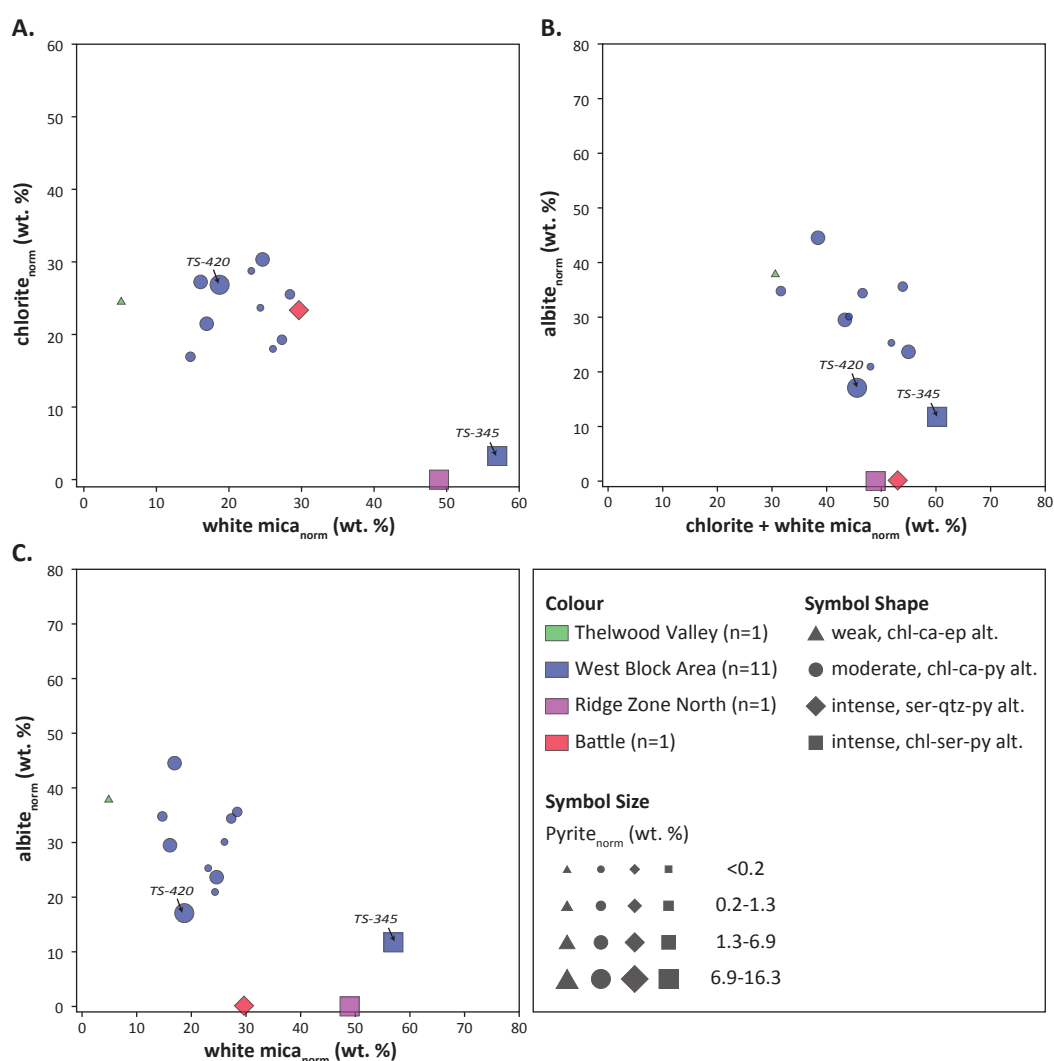 A.
60
50
40
30
20
10
0
chlorite norm (wt. %)
TS-420
TS-345
0 10 20 30 40 50 60
white mica norm (wt. %)
B.
80
70
60
50
40
30
20
10
0
albite norm (wt. %)
TS-420
TS-345
0 10 20 30 40 50 60 70 80
chlorite + white mica norm (wt. %)
C.
80
70
60
50
40
30
20
10
0
albite norm (wt. %)
TS-420
TS-345
0 10 20 30 40 50 60 70 80
white mica norm (wt. %)
Colour
Thelwood Valley (n=1)
West Block Area (n=11)
Ridge Zone North (n=1)
Battle (n=1)
Symbol Shape
weak, chl-ca-ep alt.
moderate, chl-ca-py alt.
intense, ser-qtz-py alt.
intense, chl-ser-py alt.
Symbol Size
Pyrite norm (wt. %)
<0.2
0.2-1.3
1.3-6.9
6.9-16.3